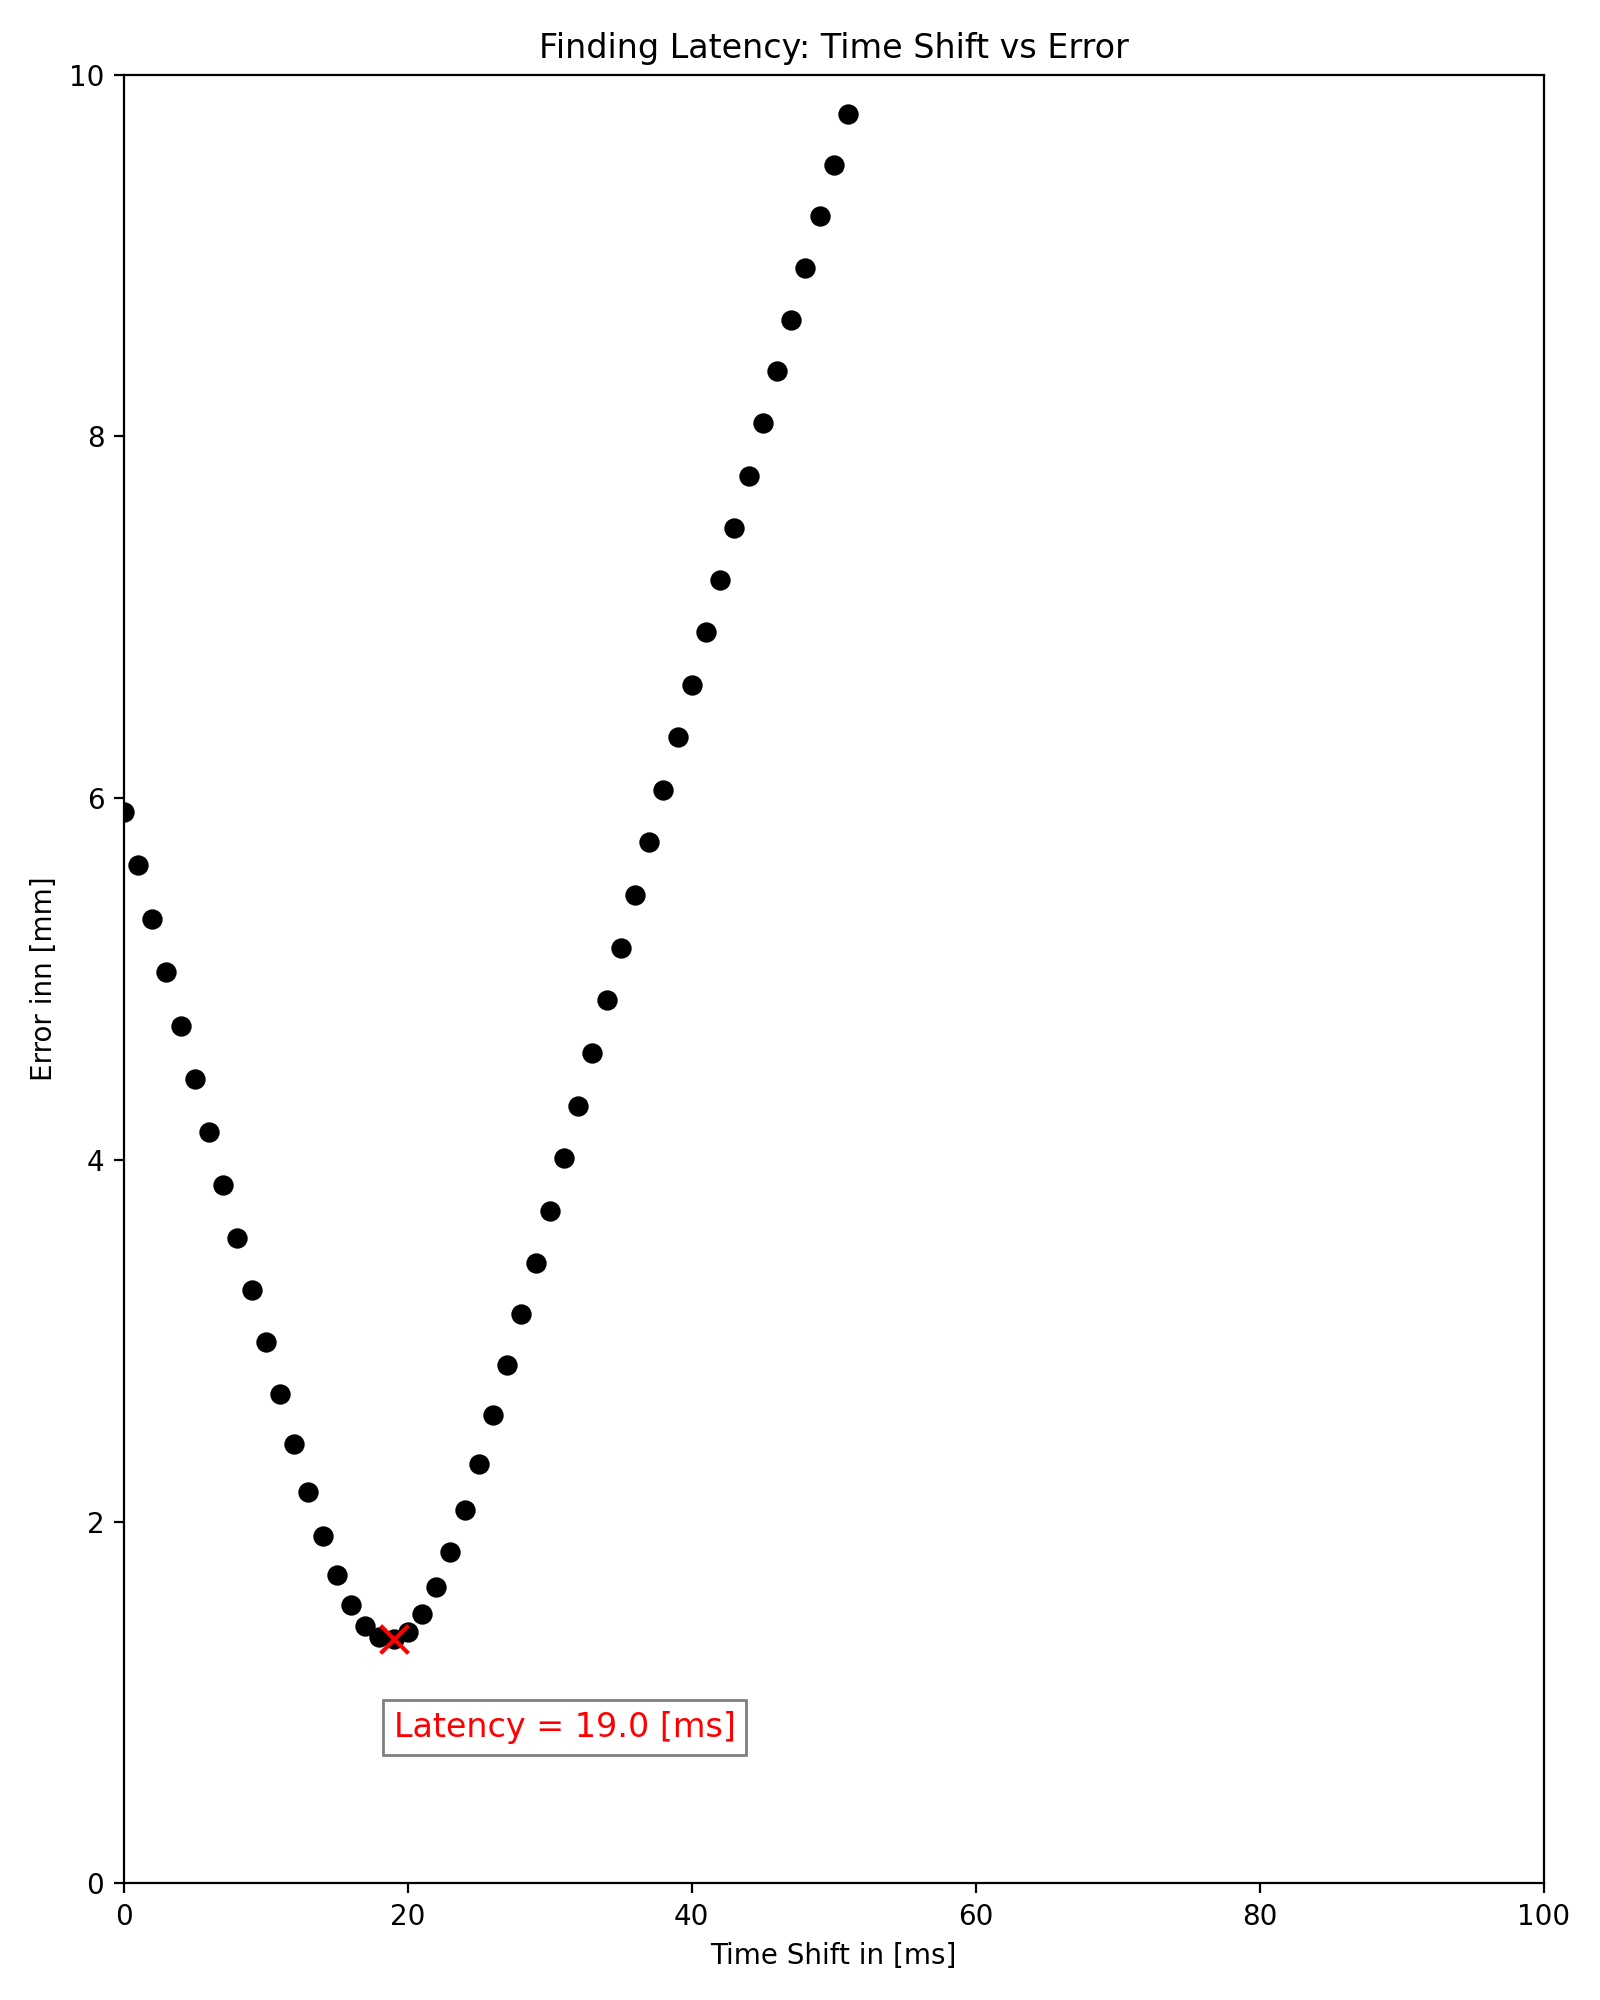 Finding Latency: Time Shift vs Error
10
8
6
4
2
0
Error inn [mm]
Latency = 19.0 [ms]
0 20 40 60 80 100
Time Shift in [ms]